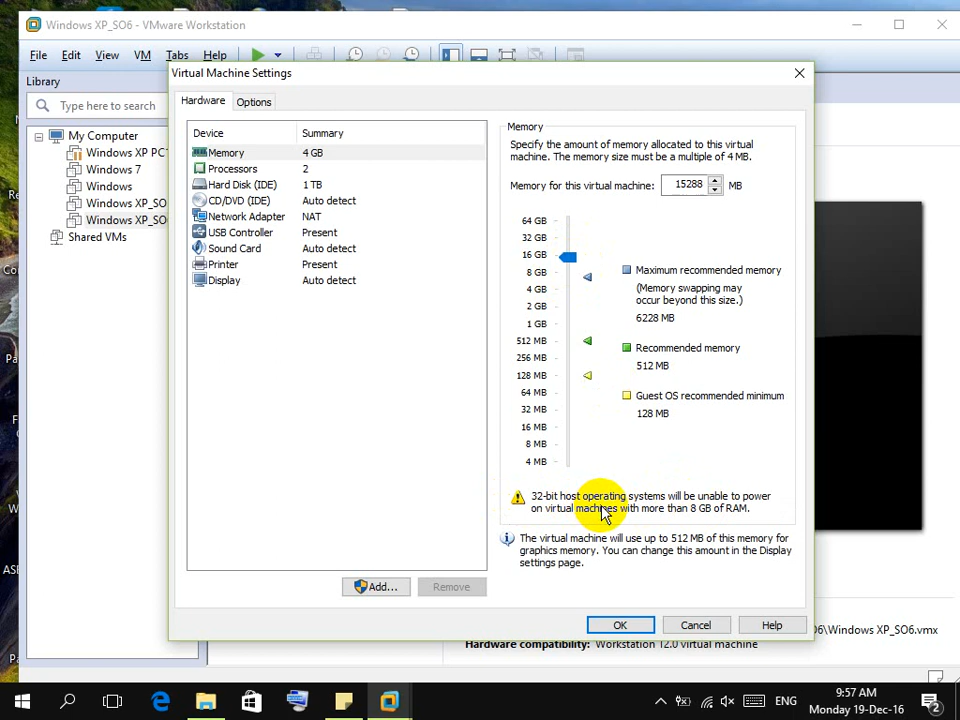 Windows XP_SO6 - VMware Workstation
File Edit View VM Tabs Help
Library
Type here to search
My Computer
Windows XP PC
Windows 7
Windows
Windows XP_SO
Windows XP_SO
Shared VMs
Virtual Machine Settings
Hardware Options
Device Summary
Memory 4 GB
Processors 2
Hard Disk (IDE) 1 TB
CD/DVD (IDE) Auto detect
Network Adapter NAT
USB Controller Present
Sound Card Auto detect
Printer Present
Display Auto detect
Add... Remove
Memory
Specify the amount of memory allocated to this virtual
machine. The memory size must be a multiple of 4 MB.
Memory for this virtual machine: 15288 MB
64 GB
32 GB
16 GB
8 GB
4 GB
2 GB
1 GB
512 MB
256 MB
128 MB
64 MB
32 MB
16 MB
8 MB
4 MB
Maximum recommended memory
(Memory swapping may
occur beyond this size.)
6228 MB
Recommended memory
512 MB
Guest OS recommended minimum
128 MB
32-bit host operating systems will be unable to power
on virtual machines with more than 8 GB of RAM.
The virtual machine will use up to 512 MB of this memory for
graphics memory. You can change this amount in the Display
settings page.
OK Cancel Help
06\Windows XP_SO6.vmx
Hardware compatibility: Workstation 12.0 virtual machine
ENG
9:57 AM
Monday 19-Dec-16
2